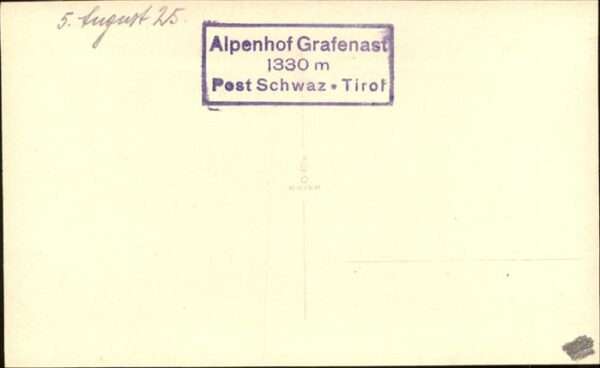 5. August 25.
Alpenhof Grafenast
1330 m
Post Schwaz • Tirol